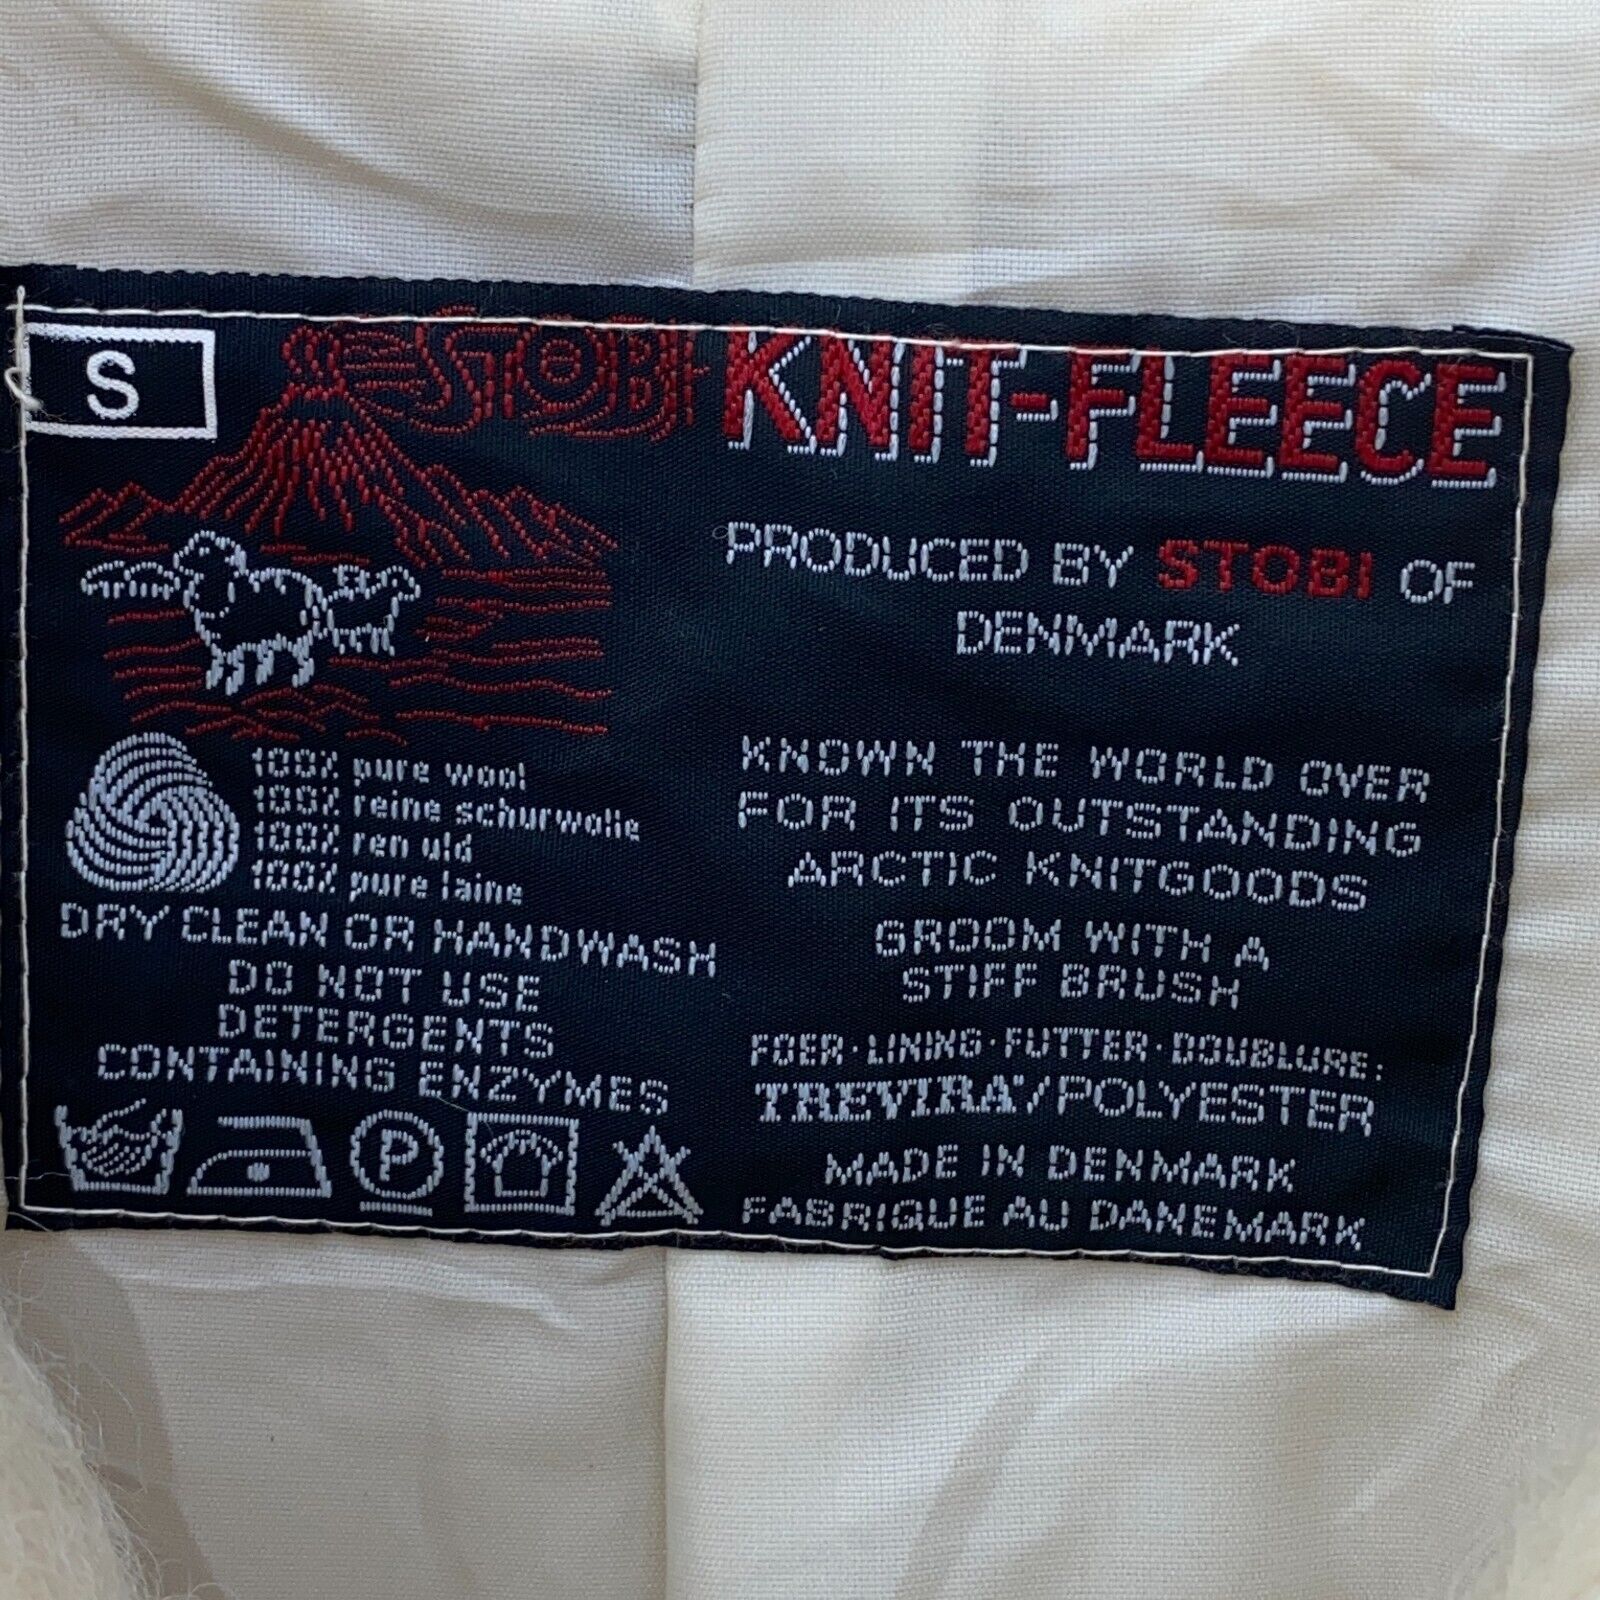 S
STOBI
KNIT-FLEECE
PRODUCED BY STOBI OF
DENMARK
KNOWN THE WORLD OVER
FOR ITS OUTSTANDING
ARCTIC KNITGOODS
GROOM WITH A
STIFF BRUSH
FOER·LINING·FUTTER·DOUBLURE:
TREVIRA/POLYESTER
MADE IN DENMARK
FABRIQUE AU DANEMARK
100% pure wool
100% reine schurwolle
100% ren uld
100% pure laine
DRY CLEAN OR HANDWASH
DO NOT USE
DETERGENTS
CONTAINING ENZYMES
P